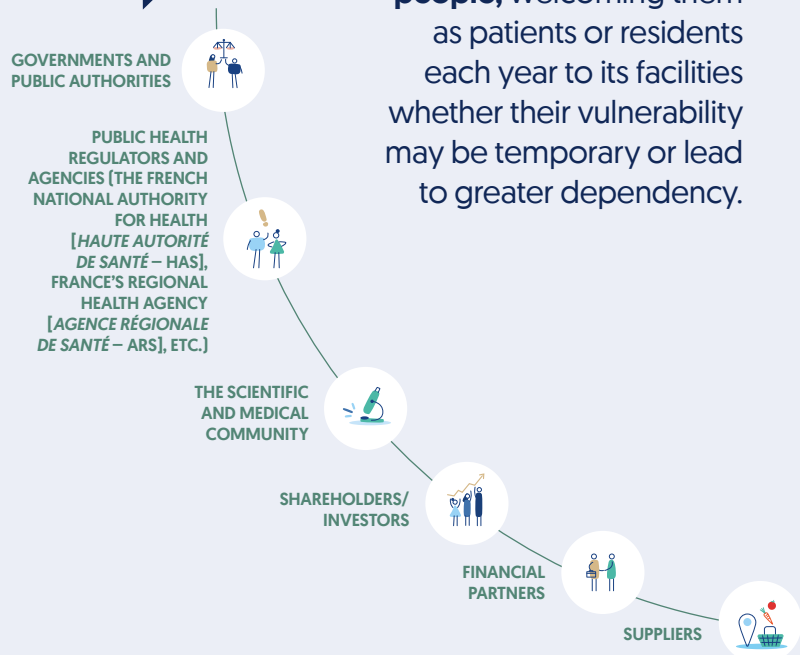 people, welcoming them
as patients or residents
each year to its facilities
whether their vulnerability
may be temporary or lead
to greater dependency.
GOVERNMENTS AND
PUBLIC AUTHORITIES
PUBLIC HEALTH
REGULATORS AND
AGENCIES (THE FRENCH
NATIONAL AUTHORITY
FOR HEALTH
[HAUTE AUTORITÉ
DE SANTÉ – HAS],
FRANCE'S REGIONAL
HEALTH AGENCY
[AGENCE RÉGIONALE
DE SANTÉ – ARS], ETC.)
THE SCIENTIFIC
AND MEDICAL
COMMUNITY
SHAREHOLDERS/
INVESTORS
FINANCIAL
PARTNERS
SUPPLIERS